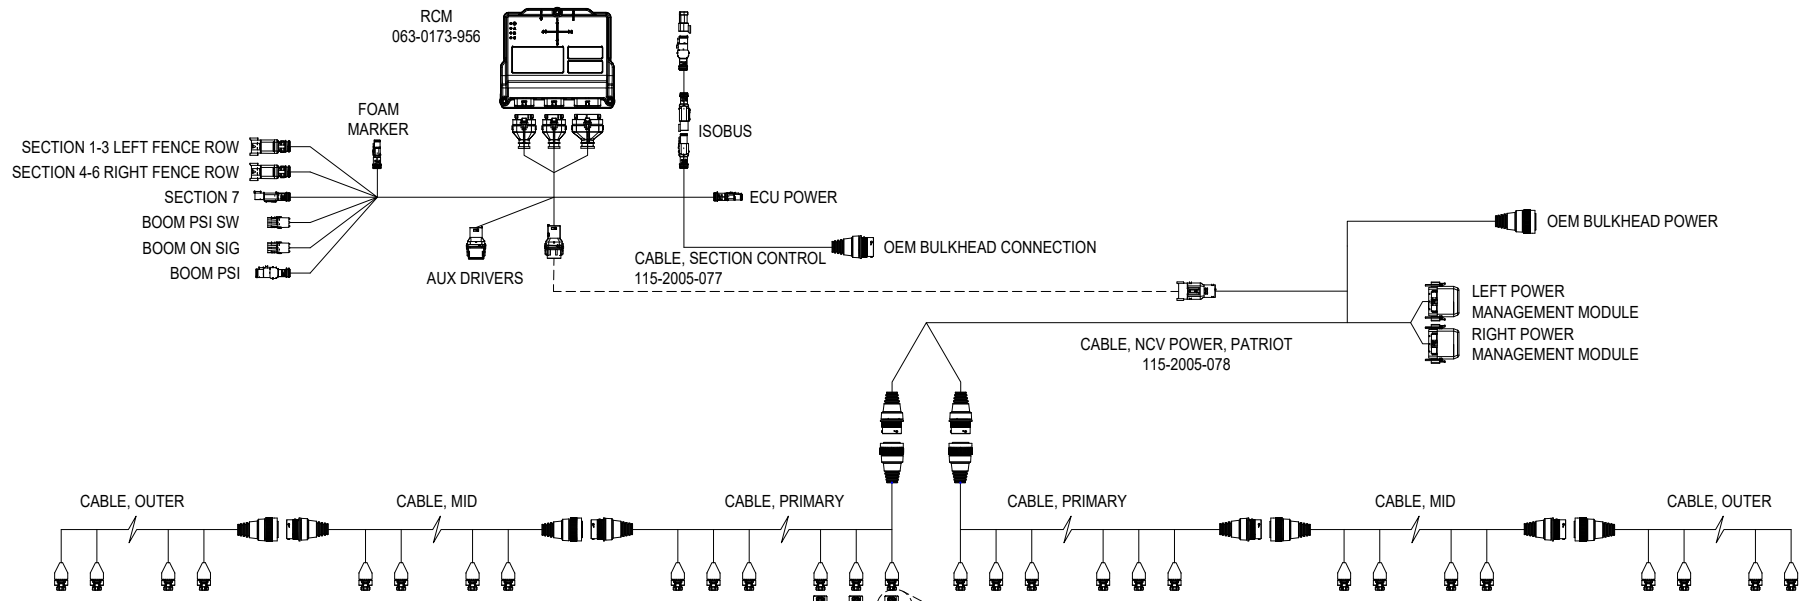 RCM
063-0173-956
FOAM
MARKER
ISOBUS
SECTION 1-3 LEFT FENCE ROW
SECTION 4-6 RIGHT FENCE ROW
SECTION 7
ECU POWER
BOOM PSI SW
OEM BULKHEAD POWER
BOOM ON SIG
OEM BULKHEAD CONNECTION
BOOM PSI
AUX DRIVERS
CABLE, SECTION CONTROL
115-2005-077
LEFT POWER
MANAGEMENT MODULE
RIGHT POWER
MANAGEMENT MODULE
CABLE, NCV POWER, PATRIOT
115-2005-078
CABLE, OUTER
CABLE, MID
CABLE, PRIMARY
CABLE, PRIMARY
CABLE, MID
CABLE, OUTER